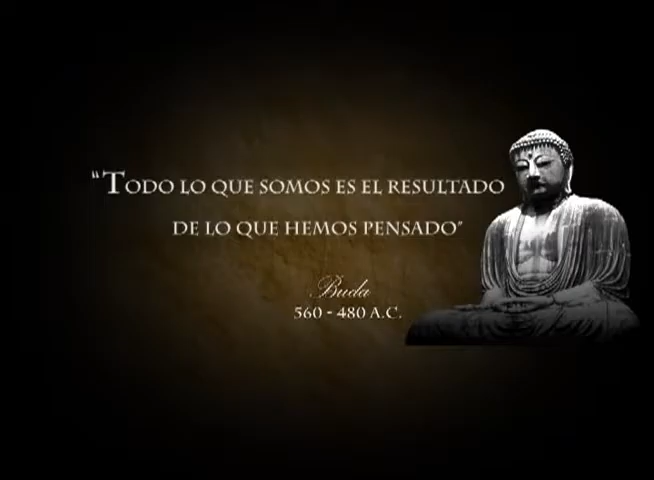 “Todo lo que somos es el resultado
de lo que hemos pensado”
Buda
560 - 480 A.C.